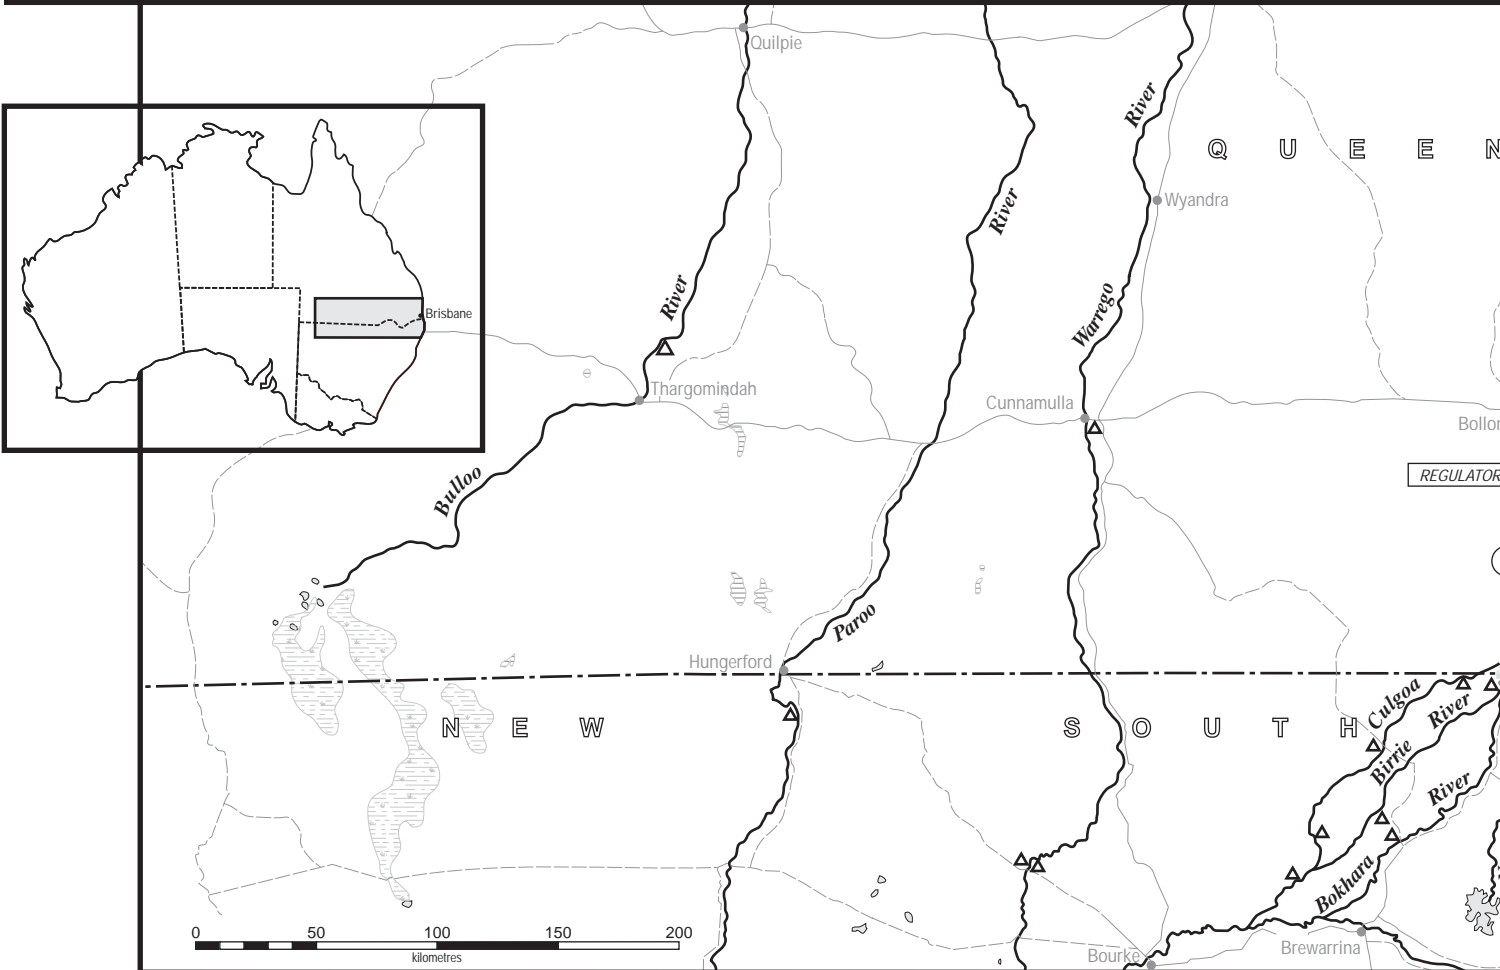 Quilpie
River
River
River
Q U E E N
Wyandra
Brisbane
Warrego
Thargomindah
Cunnamulla
Bollon
REGULATOR
Bulloo
Paroo
Hungerford
N E W
S O U T H
Culgoa
River
Birrie
River
Bokhara
0 50 100 150 200
kilometres
Bourke
Brewarrina